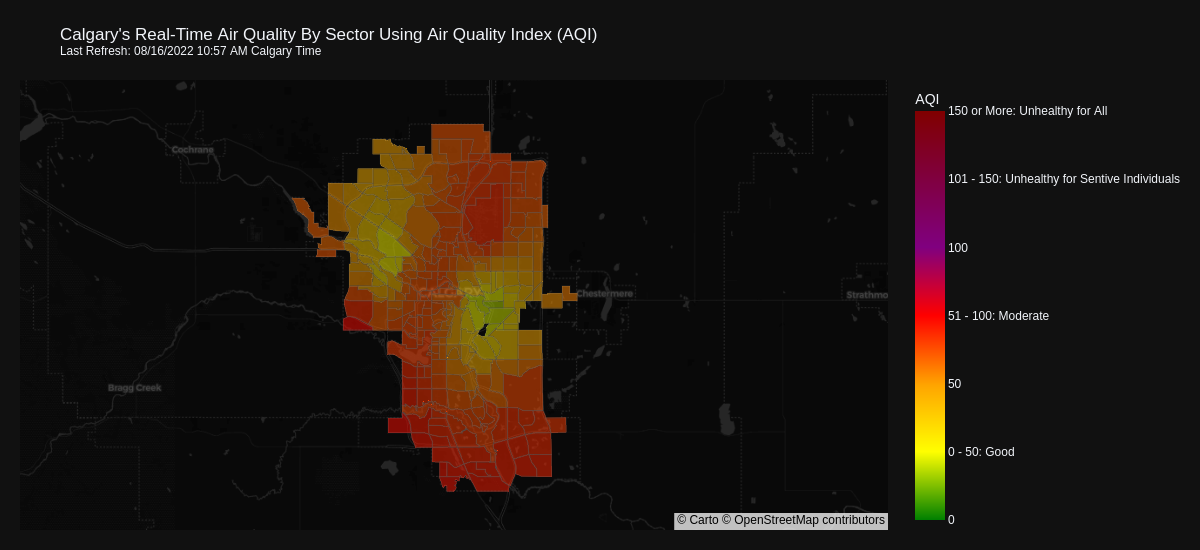 Calgary's Real-Time Air Quality By Sector Using Air Quality Index (AQI)
Last Refresh: 08/16/2022 10:57 AM Calgary Time
AQI
150 or More: Unhealthy for All
101 - 150: Unhealthy for Sentive Individuals
100
51 - 100: Moderate
50
0 - 50: Good
0
Cochrane
CALGARY
Chestermere
Strathmo
Bragg Creek
© Carto © OpenStreetMap contributors